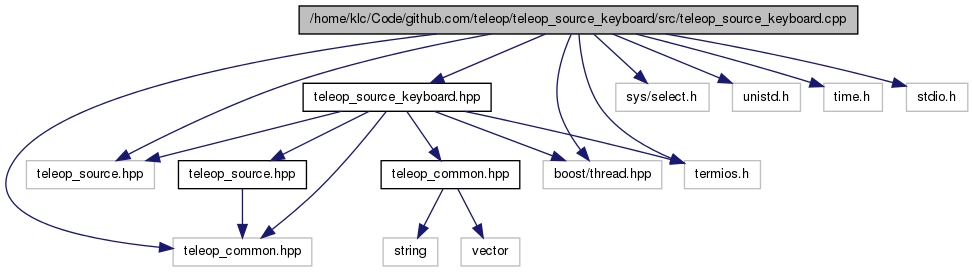 /home/klc/Code/github.com/teleop/teleop_source_keyboard/src/teleop_source_keyboard.cpp
teleop_source_keyboard.hpp
sys/select.h
unistd.h
time.h
stdio.h
teleop_source.hpp
teleop_source.hpp
teleop_common.hpp
boost/thread.hpp
termios.h
teleop_common.hpp
string
vector